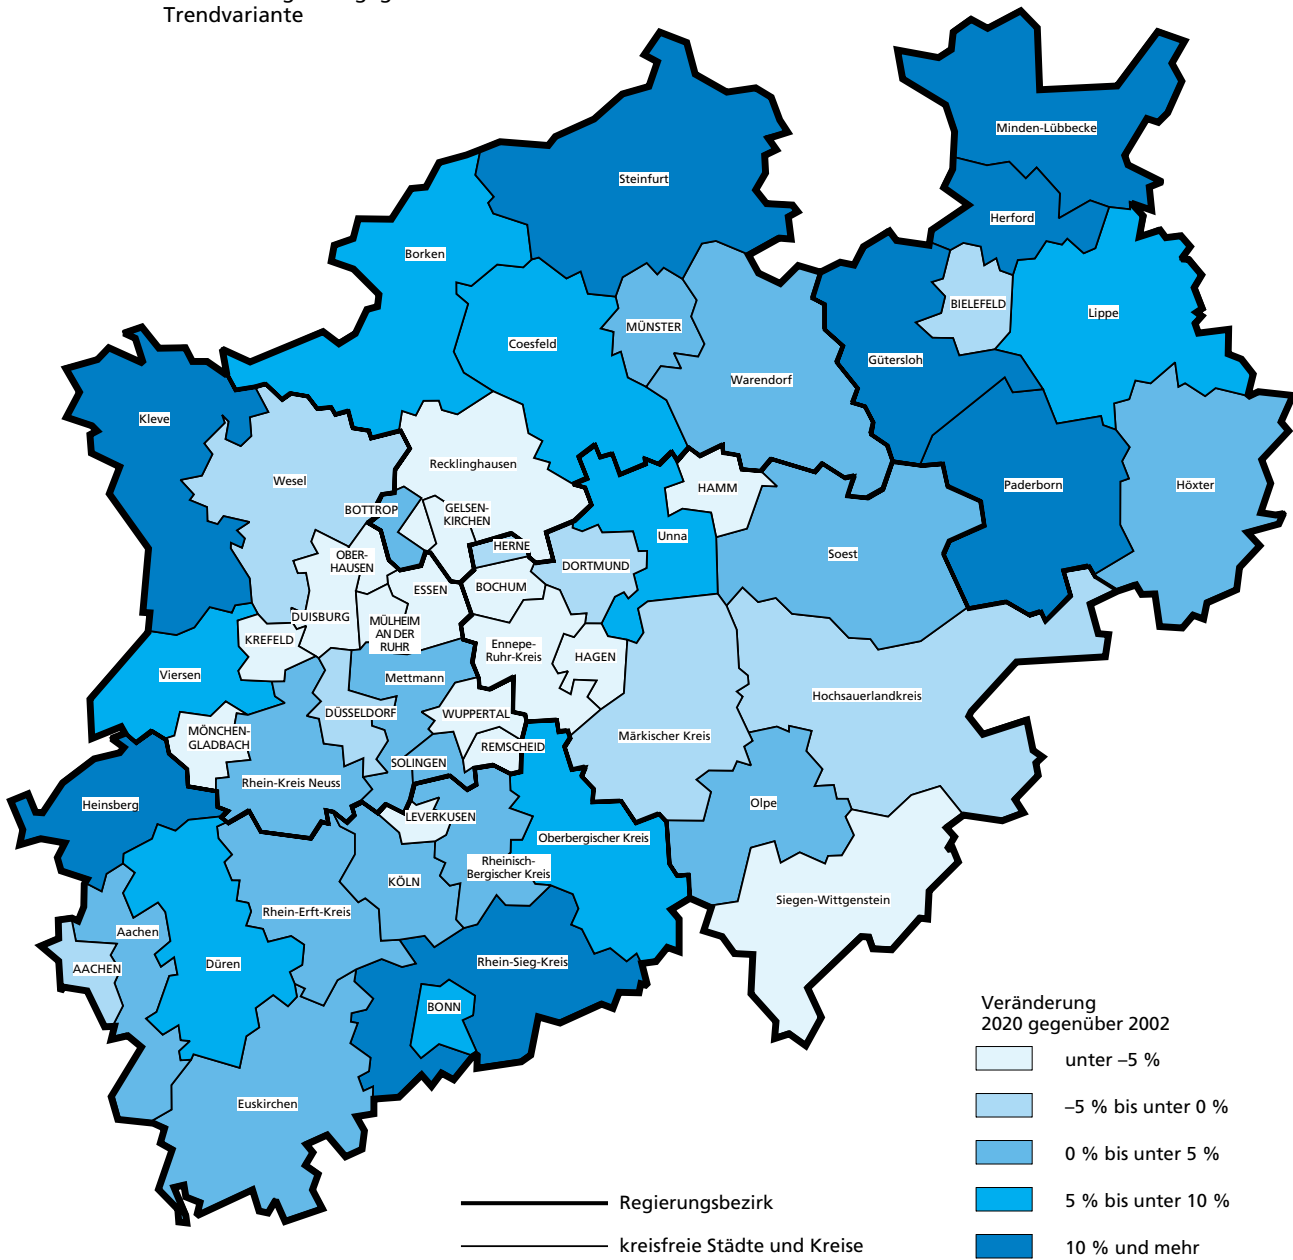 Trendvariante
Minden-Lübbecke
Steinfurt
Herford
Borken
BIELEFELD
Lippe
MÜNSTER
Coesfeld
Gütersloh
Warendorf
Kleve
Recklinghausen
Wesel
HAMM
Paderborn
Höxter
BOTTROP
GELSEN-
KIRCHEN
Unna
HERNE
Soest
OBER-
HAUSEN
DORTMUND
ESSEN
BOCHUM
DUISBURG
MÜLHEIM
AN DER
RUHR
KREFELD
Ennepe-
Ruhr-Kreis
HAGEN
Viersen
Mettmann
Hochsauerlandkreis
DÜSSELDORF
WUPPERTAL
MÖNCHEN-
GLADBACH
Märkischer Kreis
REMSCHEID
SOLINGEN
Rhein-Kreis Neuss
Heinsberg
Olpe
LEVERKUSEN
Oberbergischer Kreis
Rheinisch-
Bergischer Kreis
KÖLN
Siegen-Wittgenstein
Rhein-Erft-Kreis
Aachen
Düren
Rhein-Sieg-Kreis
AACHEN
BONN
Euskirchen
Veränderung
2020 gegenüber 2002
unter –5 %
–5 % bis unter 0 %
0 % bis unter 5 %
5 % bis unter 10 %
10 % und mehr
Regierungsbezirk
kreisfreie Städte und Kreise